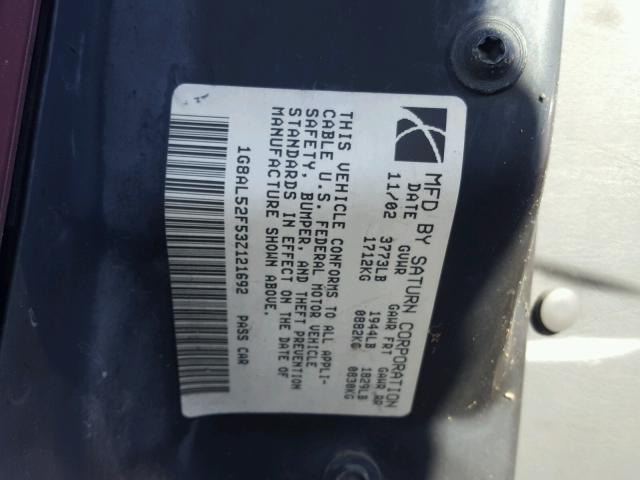 MFD BY SATURN CORPORATION
DATE GVWR GAWR FRT GAWR RR
11/02 3773LB 1944LB 1829LB
1712KG 0882KG 0830KG
THIS VEHICLE CONFORMS TO ALL APPLI-
CABLE U.S. FEDERAL MOTOR VEHICLE
SAFETY, BUMPER, AND THEFT PREVENTION
STANDARDS IN EFFECT ON THE DATE OF
MANUFACTURE SHOWN ABOVE.
1G8AL52F53Z121692 PASS CAR